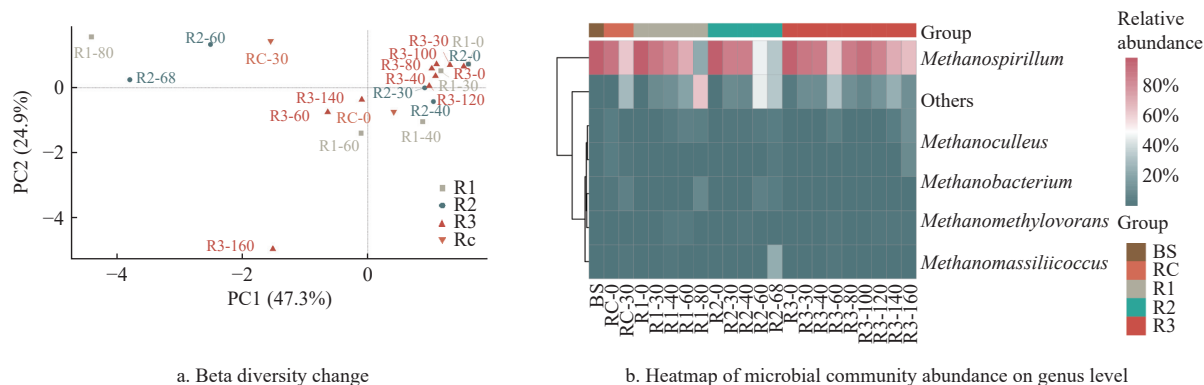 R1-80
R2-60
RC-30
R2-68
R3-30
R3-100
R1-0
R2-0
R3-80
R3-0
R3-40
R1-30
R2-30
R3-120
R2-40
R3-140
R3-60
RC-0
R1-60
R1-40
R3-160
0
−2
−4
PC2 (24.9%)
R1
R2
R3
Rc
−4
−2
0
PC1 (47.3%)
a. Beta diversity change
Group
Methanospirillum
Others
Methanoculleus
Methanobacterium
Methanomethylovorans
Methanomassiliicoccus
BS
RC-0
RC-30
R1-0
R1-30
R1-40
R1-60
R1-80
R2-0
R2-30
R2-40
R2-60
R2-68
R3-0
R3-30
R3-40
R3-60
R3-80
R3-100
R3-120
R3-140
R3-160
Relative
abundance
80%
60%
40%
20%
Group
BS
RC
R1
R2
R3
b. Heatmap of microbial community abundance on genus level